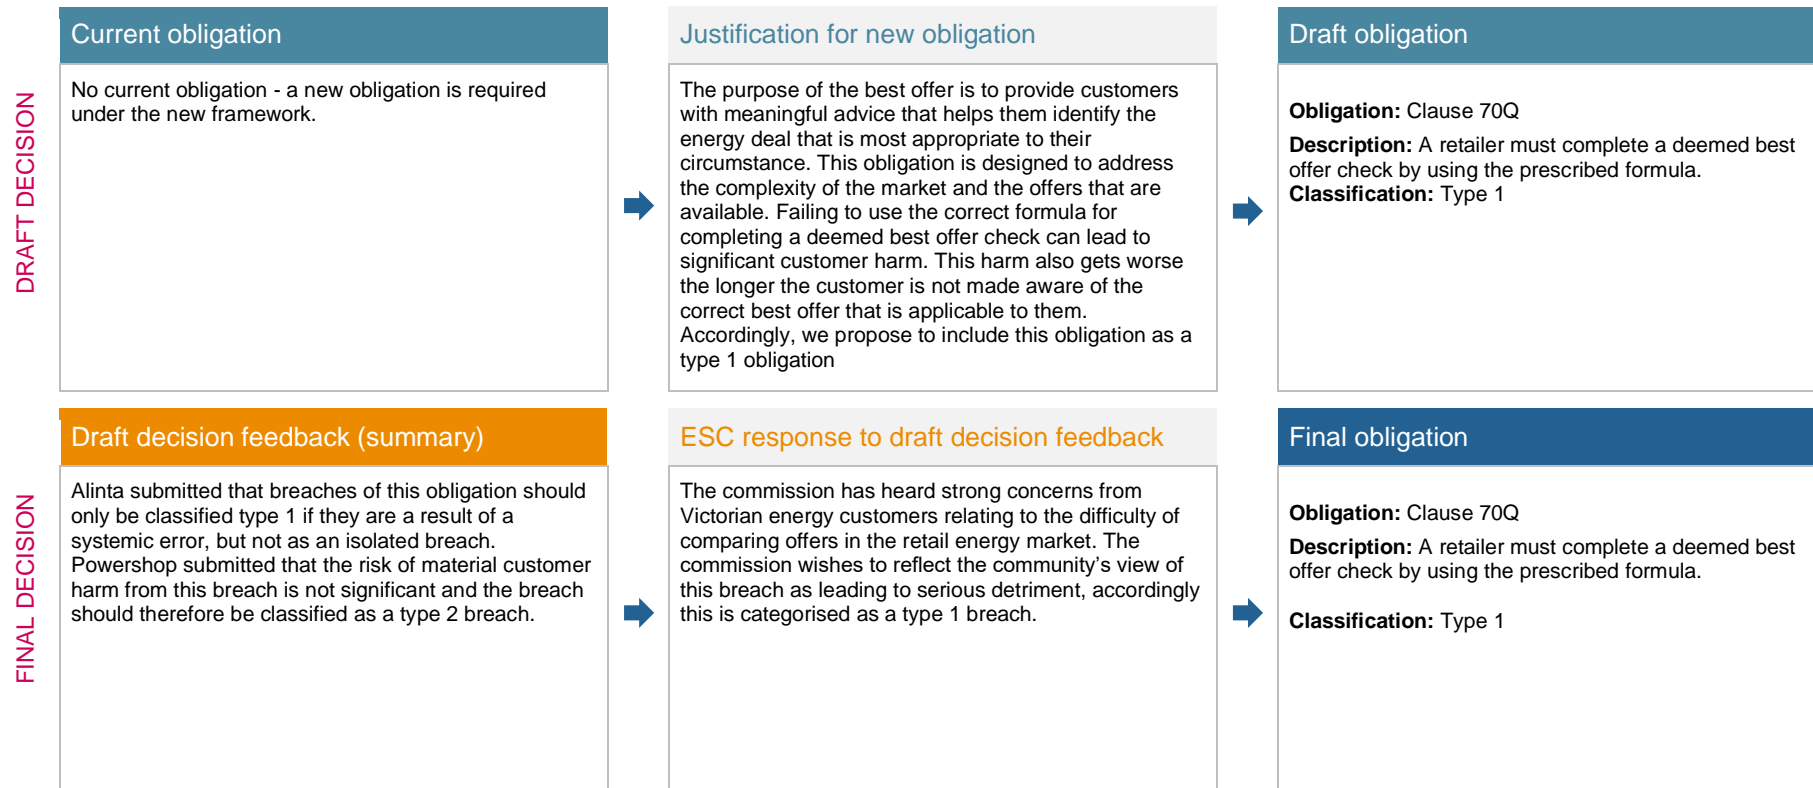 DRAFT DECISION
Current obligation
No current obligation - a new obligation is required
under the new framework.
Justification for new obligation
The purpose of the best offer is to provide customers
with meaningful advice that helps them identify the
energy deal that is most appropriate to their
circumstance. This obligation is designed to address
the complexity of the market and the offers that are
available. Failing to use the correct formula for
completing a deemed best offer check can lead to
significant customer harm. This harm also gets worse
the longer the customer is not made aware of the
correct best offer that is applicable to them.
Accordingly, we propose to include this obligation as a
type 1 obligation
Draft obligation
Obligation: Clause 70Q
Description: A retailer must complete a deemed best
offer check by using the prescribed formula.
Classification: Type 1
FINAL DECISION
Draft decision feedback (summary)
Alinta submitted that breaches of this obligation should
only be classified type 1 if they are a result of a
systemic error, but not as an isolated breach.
Powershop submitted that the risk of material customer
harm from this breach is not significant and the breach
should therefore be classified as a type 2 breach.
ESC response to draft decision feedback
The commission has heard strong concerns from
Victorian energy customers relating to the difficulty of
comparing offers in the retail energy market. The
commission wishes to reflect the community's view of
this breach as leading to serious detriment, accordingly
this is categorised as a type 1 breach.
Final obligation
Obligation: Clause 70Q
Description: A retailer must complete a deemed best
offer check by using the prescribed formula.
Classification: Type 1